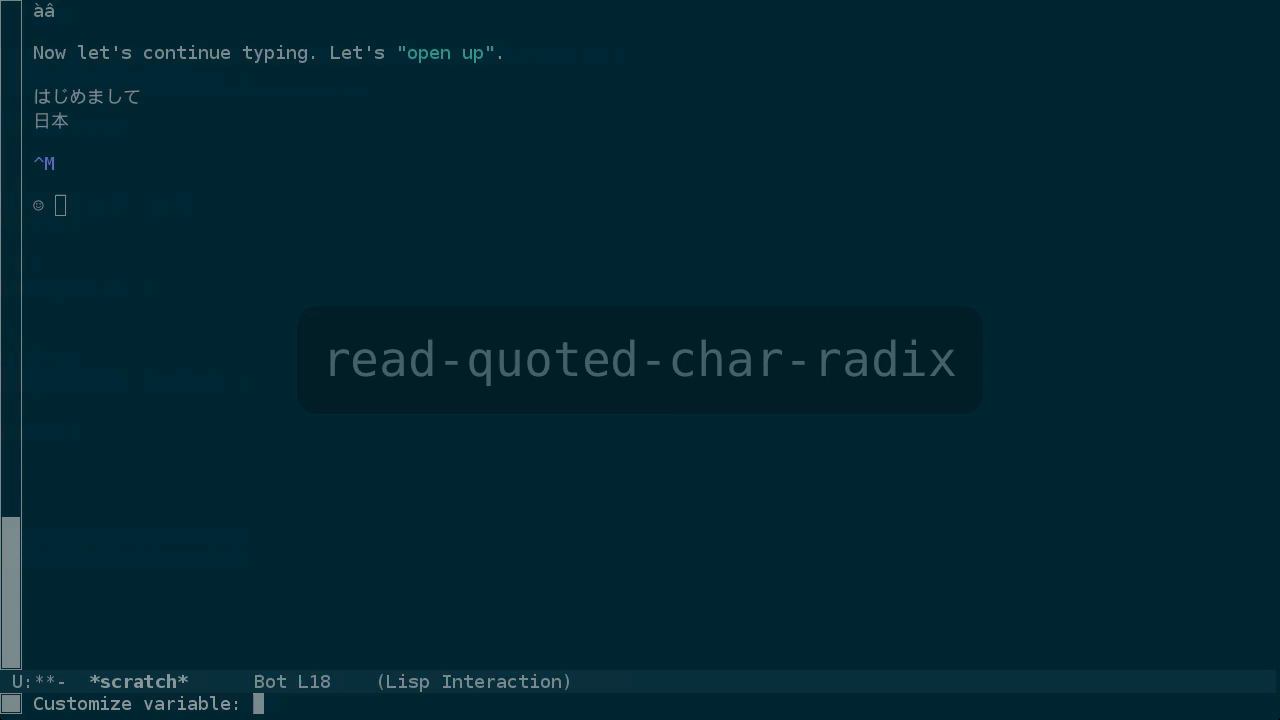 àâ
Now let's continue typing. Let's "open up".
はじめまして
日本
^M
☺
read-quoted-char-radix
U:**-  *scratch*      Bot L18    (Lisp Interaction)
Customize variable: